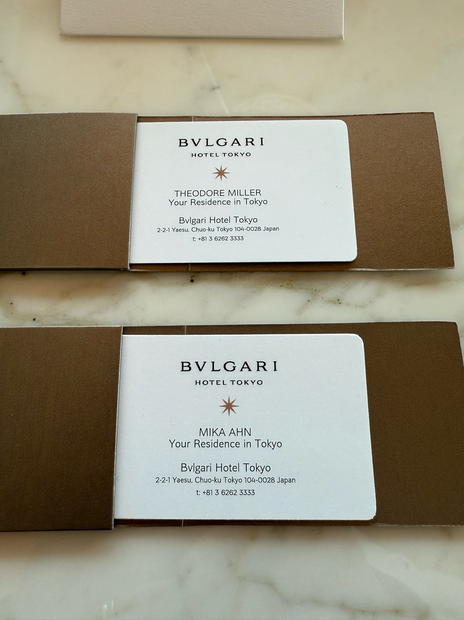 BVLGARI
HOTEL TOKYO
THEODORE MILLER
Your Residence in Tokyo
Bvlgari Hotel Tokyo
2-2-1 Yaesu, Chuo-ku Tokyo 104-0028 Japan
t: +81 3 6262 3333
BVLGARI
HOTEL TOKYO
MIKA AHN
Your Residence in Tokyo
Bvlgari Hotel Tokyo
2-2-1 Yaesu, Chuo-ku Tokyo 104-0028 Japan
t: +81 3 6262 3333